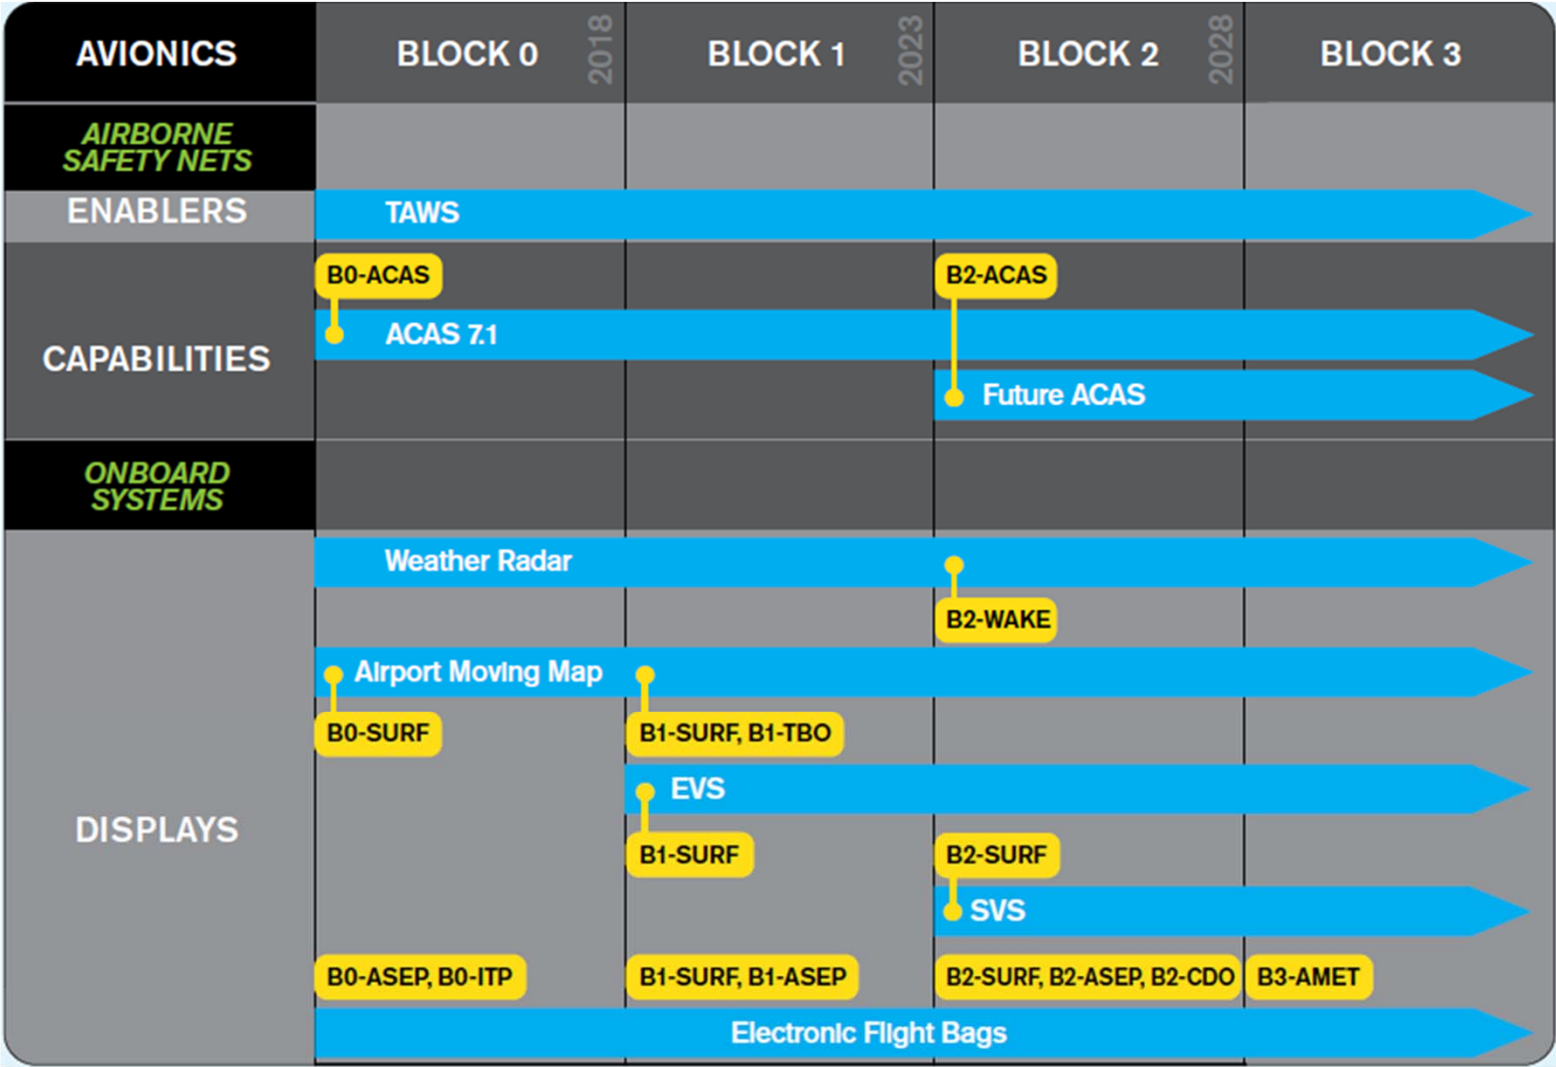 AVIONICS
BLOCK 0
2018
BLOCK 1
2023
BLOCK 2
2028
BLOCK 3
AIRBORNE
SAFETY NETS
ENABLERS
TAWS
B0-ACAS
B2-ACAS
CAPABILITIES
ACAS 7.1
Future ACAS
ONBOARD
SYSTEMS
DISPLAYS
Weather Radar
B2-WAKE
Airport Moving Map
B0-SURF
B1-SURF, B1-TBO
EVS
B1-SURF
B2-SURF
SVS
B0-ASEP, B0-ITP
B1-SURF, B1-ASEP
B2-SURF, B2-ASEP, B2-CDO
B3-AMET
Electronic Flight Bags